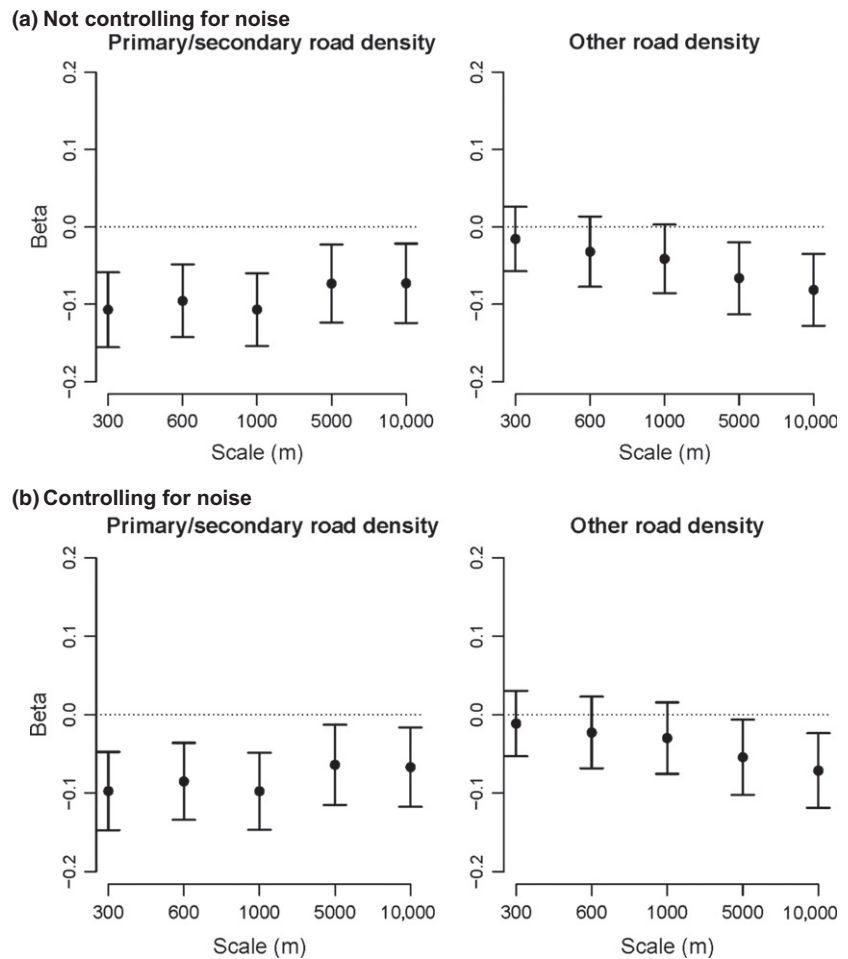 (a) Not controlling for noise
Primary/secondary road density
Other road density
Beta
0.2
0.1
0.0
−0.1
−0.2
300 600 1000 5000 10,000
Scale (m)
300 600 1000 5000 10,000
Scale (m)
0.2
0.1
0.0
−0.1
−0.2
(b) Controlling for noise
Primary/secondary road density
Other road density
Beta
0.2
0.1
0.0
−0.1
−0.2
300 600 1000 5000 10,000
Scale (m)
0.2
0.1
0.0
−0.1
−0.2
300 600 1000 5000 10,000
Scale (m)